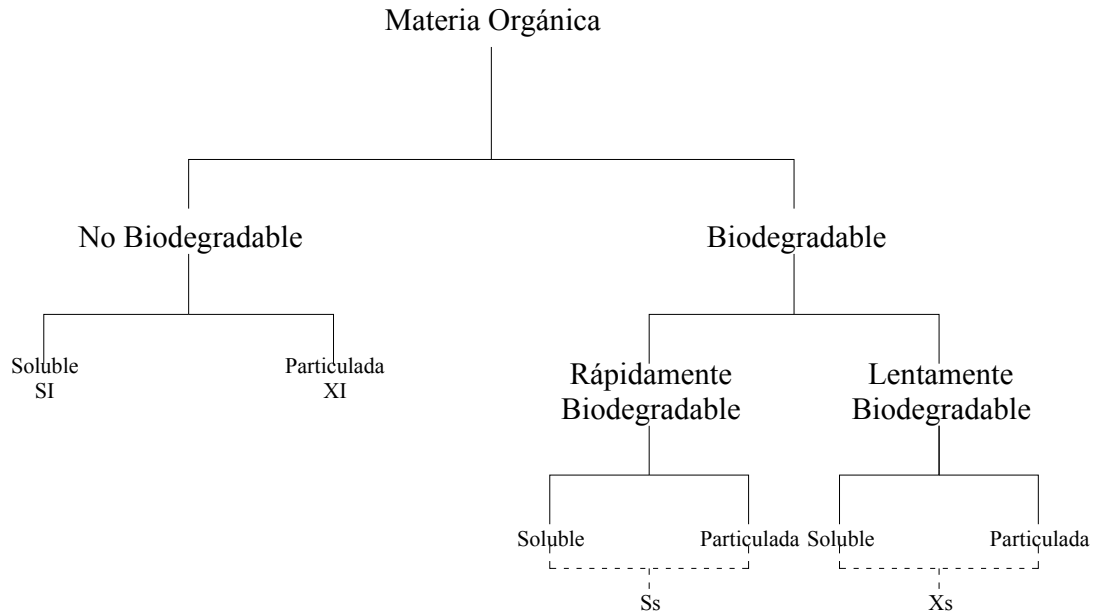 Materia Orgánica
No Biodegradable
Biodegradable
Soluble
SI
Particulada
XI
Rápidamente
Biodegradable
Lentamente
Biodegradable
Soluble
Particulada
Soluble
Particulada
Ss
Xs